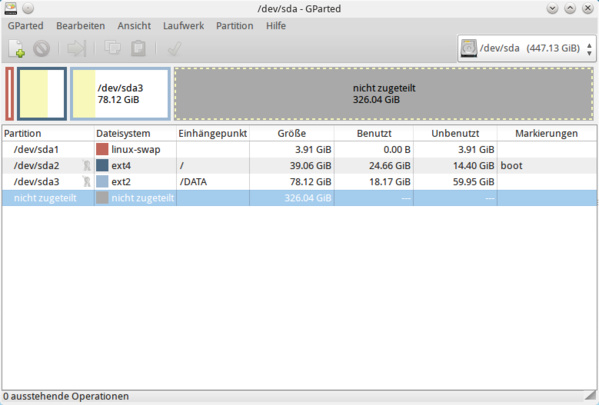 /dev/sda - GParted
GParted Bearbeiten Ansicht Laufwerk Partition Hilfe
/dev/sda (447.13 GiB)
/dev/sda3
78.12 GiB
nicht zugeteilt
326.04 GiB
Partition Dateisystem Einhängepunkt Größe Benutzt Unbenutzt Markierungen
/dev/sda1 linux-swap 3.91 GiB 0.00 B 3.91 GiB
/dev/sda2 ext4 / 39.06 GiB 24.66 GiB 14.40 GiB boot
/dev/sda3 ext2 /DATA 78.12 GiB 18.17 GiB 59.95 GiB
nicht zugeteilt nicht zugeteilt 326.04 GiB --- ---
0 ausstehende Operationen